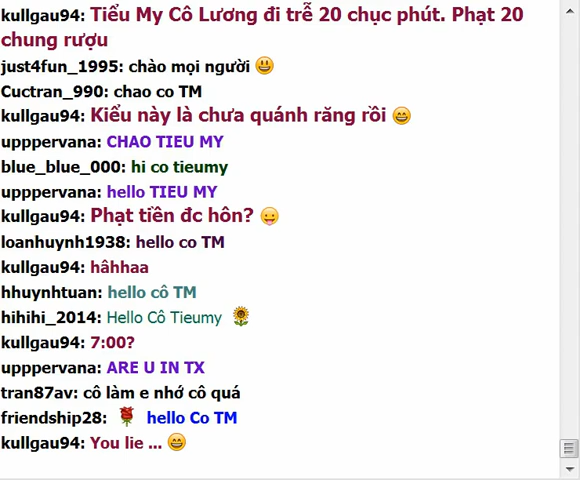 kullgau94: Tiểu My Cô Lương đi trễ 20 chục phút. Phạt 20
chung rượu
just4fun_1995: chào mọi người 😃
Cuctran_990: chao co TM
kullgau94: Kiểu này là chưa quánh răng rồi 😄
upppervana: CHAO TIEU MY
blue_blue_000: hi co tieumy
upppervana: hello TIEU MY
kullgau94: Phạt tiền đc hôn? 😛
loanhuynh1938: hello co TM
kullgau94: hâhhaa
hhuynhtuan: hello cô TM
hihihi_2014: Hello Cô Tieumy 🌻
kullgau94: 7:00?
upppervana: ARE U IN TX
tran87av: cô làm e nhớ cô quá
friendship28: 🌹 hello Co TM
kullgau94: You lie ... 😄